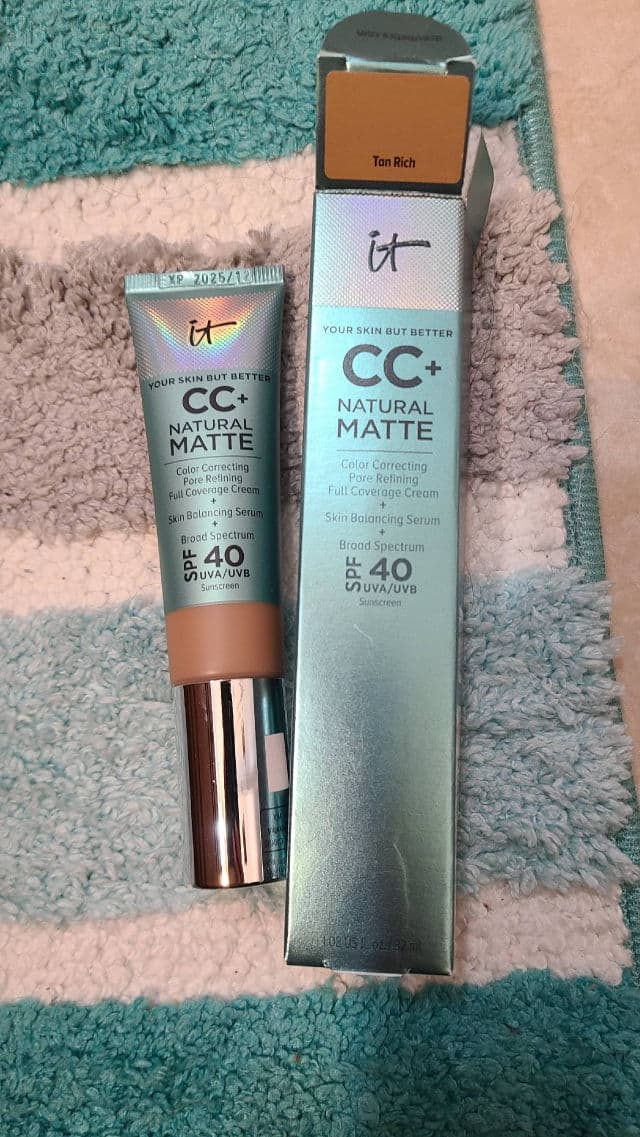 Tan Rich
it
YOUR SKIN BUT BETTER
CC+
NATURAL
MATTE
Color Correcting
Pore Refining
Full Coverage Cream
+
Skin Balancing Serum
+
Broad Spectrum
SPF 40
UVA/UVB
Sunscreen
EXP 2025/12
it
YOUR SKIN BUT BETTER
CC+
NATURAL
MATTE
Color Correcting
Pore Refining
Full Coverage Cream
+
Skin Balancing Serum
+
Broad Spectrum
SPF 40
UVA/UVB
Sunscreen